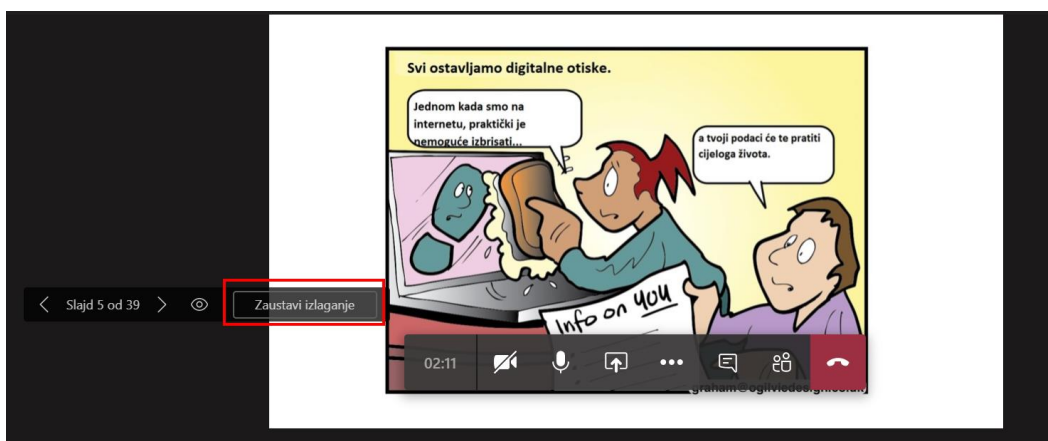 Svi ostavljamo digitalne otiske.
Jednom kada smo na
internetu, praktički je
nemoguće izbrisati...
a tvoji podaci će te pratiti
cijeloga života.
Slajd 5 od 39
Zaustavi izlaganje
Info on you
02:11